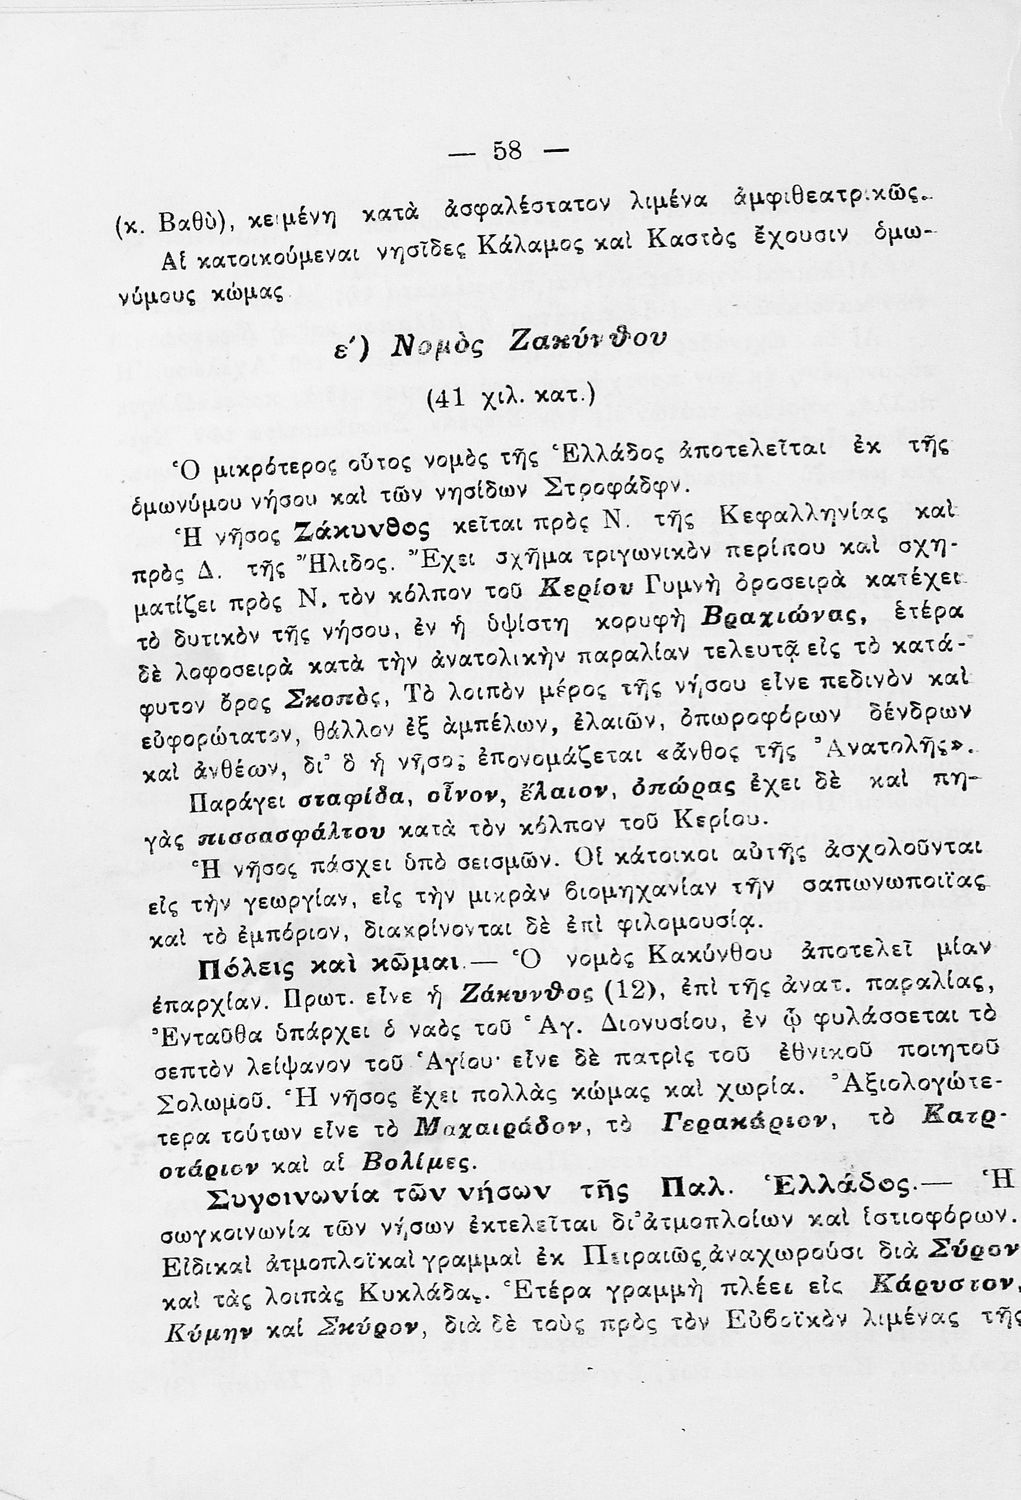 — 58 —
(κ. Βαθὺ), κειμένη κατὰ ἀσφαλέστατον λιμένα ἀμφιθεατρικῶς.
Αἱ κατοικούμεναι νησῖδες Κάλαμος καὶ Καστὸς ἔχουσιν ὁμω-
νύμους κώμας.
ε΄) Νομὸς Ζακύνθου
(41 χιλ. κατ.)
Ὁ μικρότερος οὗτος νομὸς τῆς Ἑλλάδος ἀποτελεῖται ἐκ τῆς
ὁμωνύμου νήσου καὶ τῶν νησίδων Στροφάδφν.
Ἡ νῆσος Ζάκυνθος κεῖται πρὸς Ν. τῆς Κεφαλληνίας καὶ
πρὸς Δ. τῆς Ἤλιδος. Ἔχει σχῆμα τριγωνικὸν περίπου καὶ σχη-
ματίζει πρὸς Ν. τὸν κόλπον τοῦ Κερίου Γυμνὴ ὀροσειρὰ κατέχει
τὸ δυτικὸν τῆς νήσου, ἐν ᾗ ὑψίστη κορυφὴ Βραχιώνας, ἑτέρα
δὲ λοφοσειρὰ κατὰ τὴν ἀνατολικὴν παραλίαν τελευτᾷ εἰς τὸ κατά-
φυτον ὄρος Σκοπὸς, Τὸ λοιπὸν μέρος τῆς νήσου εἶνε πεδινὸν καὶ
εὐφορώτατον, θάλλον ἐξ ἀμπέλων, ἐλαιῶν, ὀπωροφόρων δένδρων
καὶ ἀνθέων, δι' ὃ ἡ νῆσος ἐπονομάζεται «ἄνθος τῆς Ἀνατολῆς».
Παράγει σταφίδα, οἶνον, ἔλαιον, ὀπώρας ἔχει δὲ καὶ πη-
γὰς πισσασφάλτου κατὰ τὸν κόλπον τοῦ Κερίου.
Ἡ νῆσος πάσχει ὑπὸ σεισμῶν. Οἱ κάτοικοι αὐτῆς ἀσχολοῦνται
εἰς τὴν γεωργίαν, εἰς τὴν μικρὰν βιομηχανίαν τῆν σαπωνωποιΐας
καὶ τὸ ἐμπόριον, διακρίνονται δὲ ἐπὶ φιλομουσίᾳ.
Πόλεις καὶ κῶμαι.— Ὁ νομὸς Κακύνθου ἀποτελεῖ μίαν
ἐπαρχίαν. Πρωτ. εἶνε ἡ Ζάκυνθος (12), ἐπὶ τῆς ἀνατ. παραλίας,
Ἐνταῦθα ὑπάρχει ὁ ναὸς τοῦ Ἁγ. Διονυσίου, ἐν ᾧ φυλάσσεται τὸ
σεπτὸν λείψανον τοῦ Ἁγίου· εἶνε δὲ πατρὶς τοῦ ἐθνικοῦ ποιητοῦ
Σολωμοῦ. Ἡ νῆσος ἔχει πολλὰς κώμας καὶ χωρία. Ἀξιολογώτε-
τερα τούτων εἶνε τὸ Μαχαιράδον, τὸ Γερακάριον, τὸ Κατρ-
στάριον καὶ αἱ Βολίμες.
Συγοινωνία τῶν νήσων τῆς Παλ. Ἑλλάδος.— Ἡ
σωγκοινωνία τῶν νήσων ἐκτελεῖται δι' ἀτμοπλοίων καὶ ἱστιοφόρων.
Εἰδικαὶ ἀτμοπλοϊκαὶ γραμμαὶ ἐκ Πειραιῶς ἀναχωροῦσι διὰ Σύρον
καὶ τὰς λοιπὰς Κυκλάδας. Ἑτέρα γραμμὴ πλέει εἰς Κάρυστον,
Κύμην καί Σκύρον, διὰ δὲ τοὺς πρὸς τὸν Εὐβοϊκὸν λιμένας τῆς